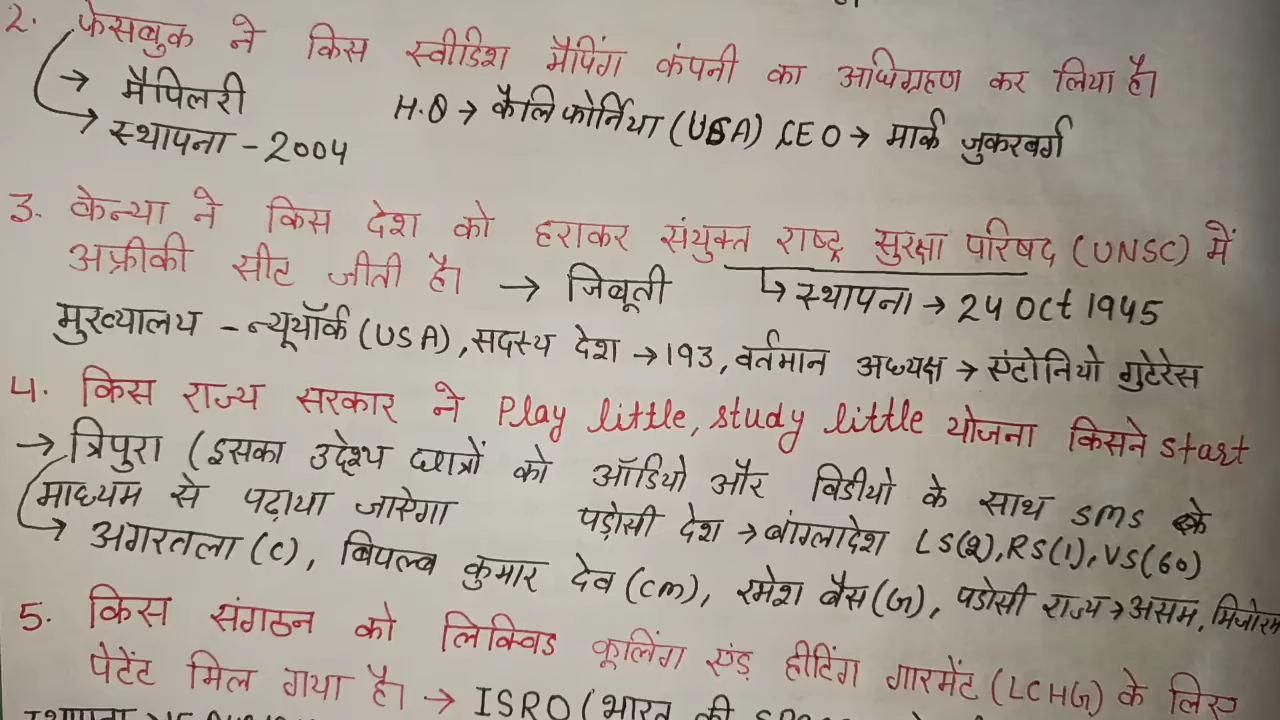 2. फेसबुक ने किस स्वीडिश मैपिंग कंपनी का अधिग्रहण कर लिया है।
→ मैपिलरी H.Q → कैलिफोर्निया (USA) CEO → मार्क जुकरबर्ग
→ स्थापना - 2004
3. केन्या ने किस देश को हराकर संयुक्त राष्ट्र सुरक्षा परिषद (UNSC) में
अफ्रीकी सीट जीती है। → जिबूती ↳ स्थापना → 24 Oct 1945
मुख्यालय - न्यूयॉर्क (USA), सदस्य देश → 193, वर्तमान अध्यक्ष → एंटोनियो गुटेरेस
4. किस राज्य सरकार ने Play little, study little योजना किसने start
→ त्रिपुरा (इसका उद्देश्य छात्रों को ऑडियो और विडीयो के साथ SMS के
माध्यम से पढ़ाया जाऐगा पड़ोसी देश → बांग्लादेश LS(2), RS(1), VS(60)
→ अगरतला (C), बिपल्ब कुमार देव (CM), रमेश बैस (G), पडोसी राज्य → असम, मिजोरम
5. किस संगठन को लिक्विड कूलिंग एंड हीटिंग गारमेंट (LCHG) के लिए
पेटेंट मिल गया है। → ISRO (भारत की
स्थापना